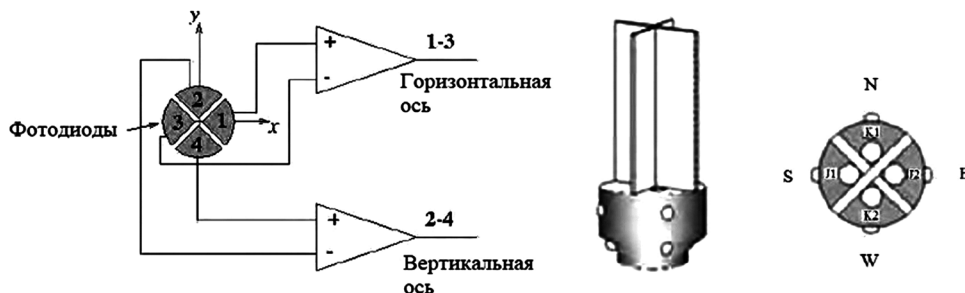 y
1-3
+
-
Горизонтальная
ось
Фотодиоды
2
3
1
4
x
2-4
+
-
Вертикальная
ось
N
K1
S
J1
J2
K2
W